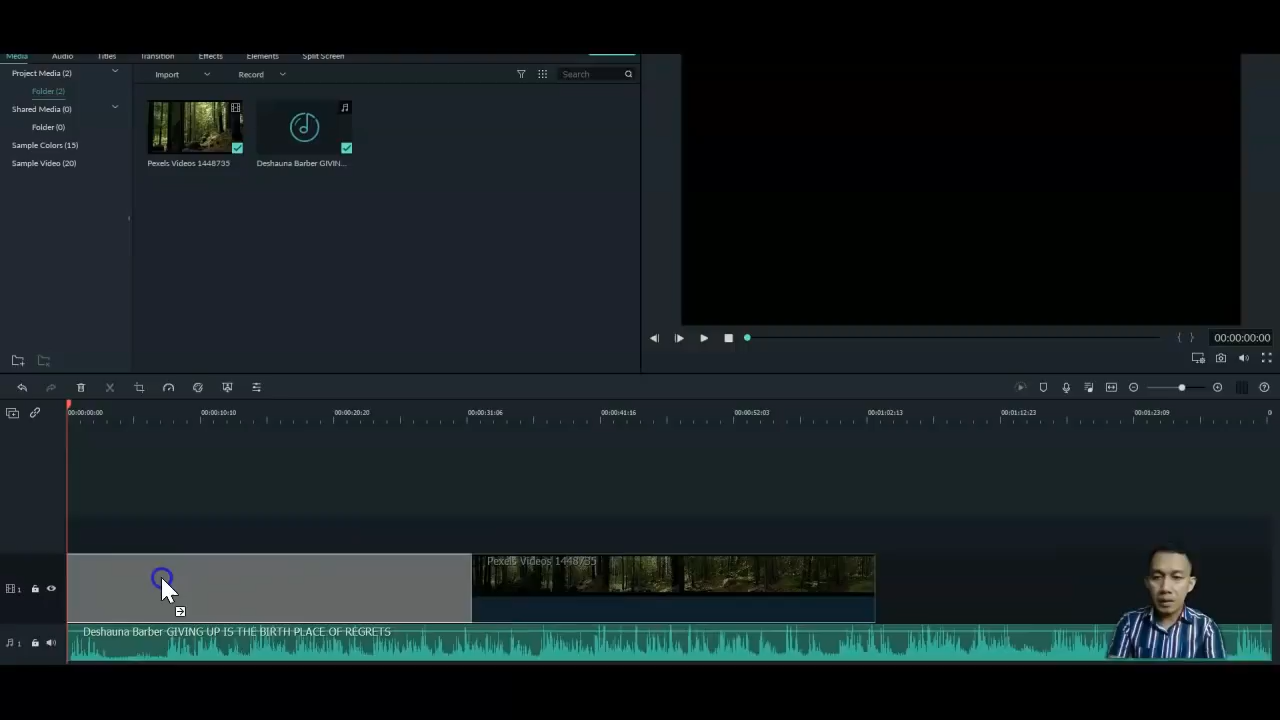 Media Audio Titles Transition Effects Elements Split Screen
Project Media (2)
Folder (2)
Shared Media (0)
Folder (0)
Sample Colors (15)
Sample Video (20)
Import Record Search
Pexels Videos 1448735 Deshauna Barber GIVIN...
00:00:00:00
00:00:00:00 00:00:10:10 00:00:20:20 00:00:31:06 00:00:41:16 00:00:52:03 00:01:02:13 00:01:12:23 00:01:23:09 0
Pexels Videos 1448735
1
Deshauna Barber GIVING UP IS THE BIRTH PLACE OF REGRETS
1